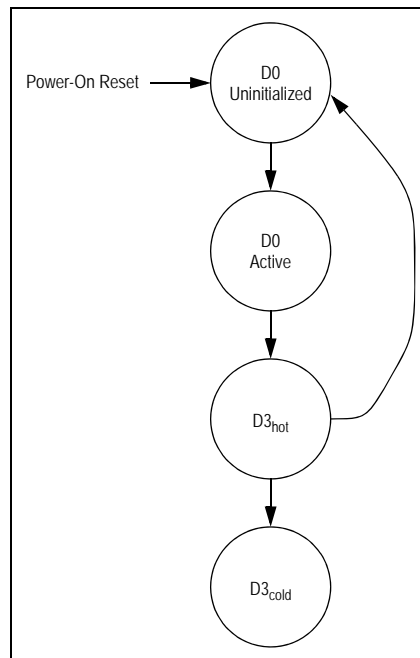 D0
Uninitialized
Power-On Reset
D0
Active
D3hot
D3cold